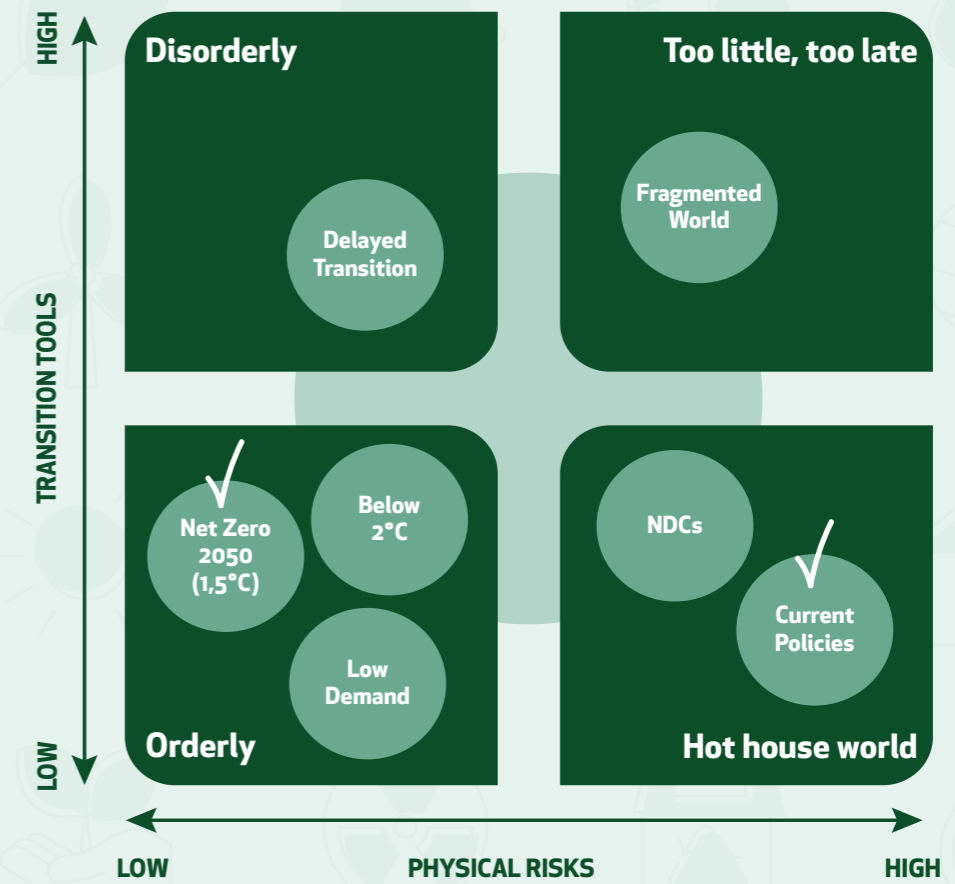 HIGH
TRANSITION TOOLS
LOW
Disorderly
Delayed
Transition
Too little, too late
Fragmented
World
Net Zero
2050
(1,5°C)
Below
2°C
Low
Demand
Orderly
NDCs
Current
Policies
Hot house world
LOW
PHYSICAL RISKS
HIGH